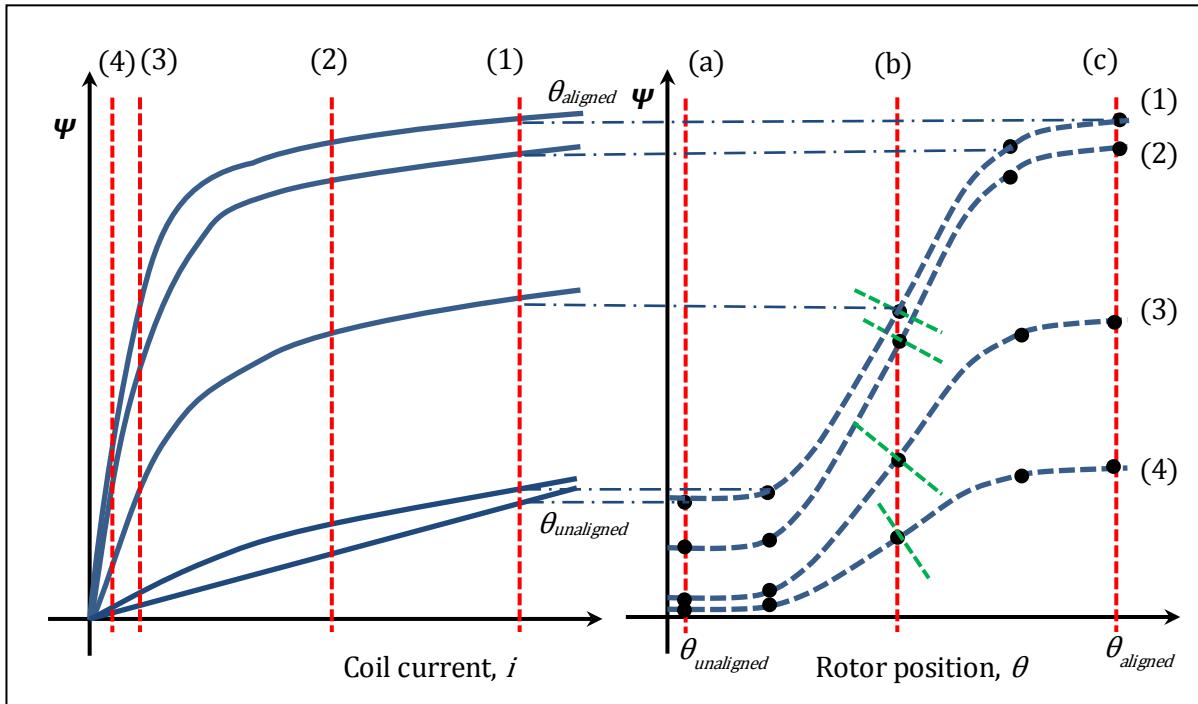 (4) (3) (2) (1)
ψ
θaligned
θunaligned
Coil current, i
(a) (b) (c)
ψ
(1)
(2)
(3)
(4)
θunaligned
Rotor position, θ
θaligned